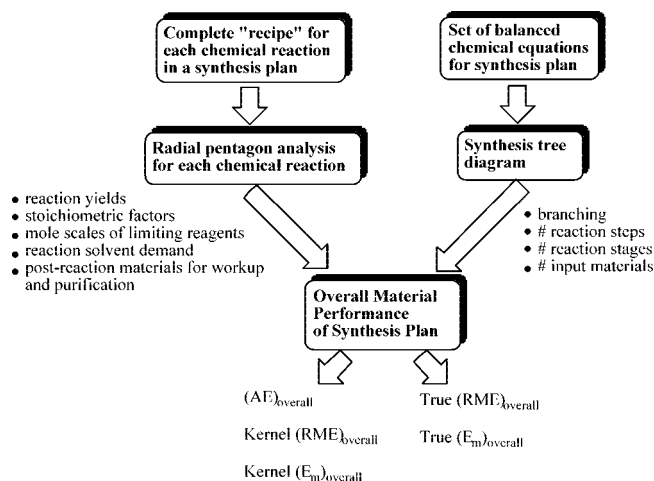 Complete "recipe" for
each chemical reaction
in a synthesis plan
Set of balanced
chemical equations
for synthesis plan
Radial pentagon analysis
for each chemical reaction
Synthesis tree
diagram
• reaction yields
• stoichiometric factors
• mole scales of limiting reagents
• reaction solvent demand
• post-reaction materials for workup
and purification
• branching
• # reaction steps
• # reaction stages
• # input materials
Overall Material
Performance
of Synthesis Plan
(AE)overall
Kernel (RME)overall
Kernel (Em)overall
True (RME)overall
True (Em)overall